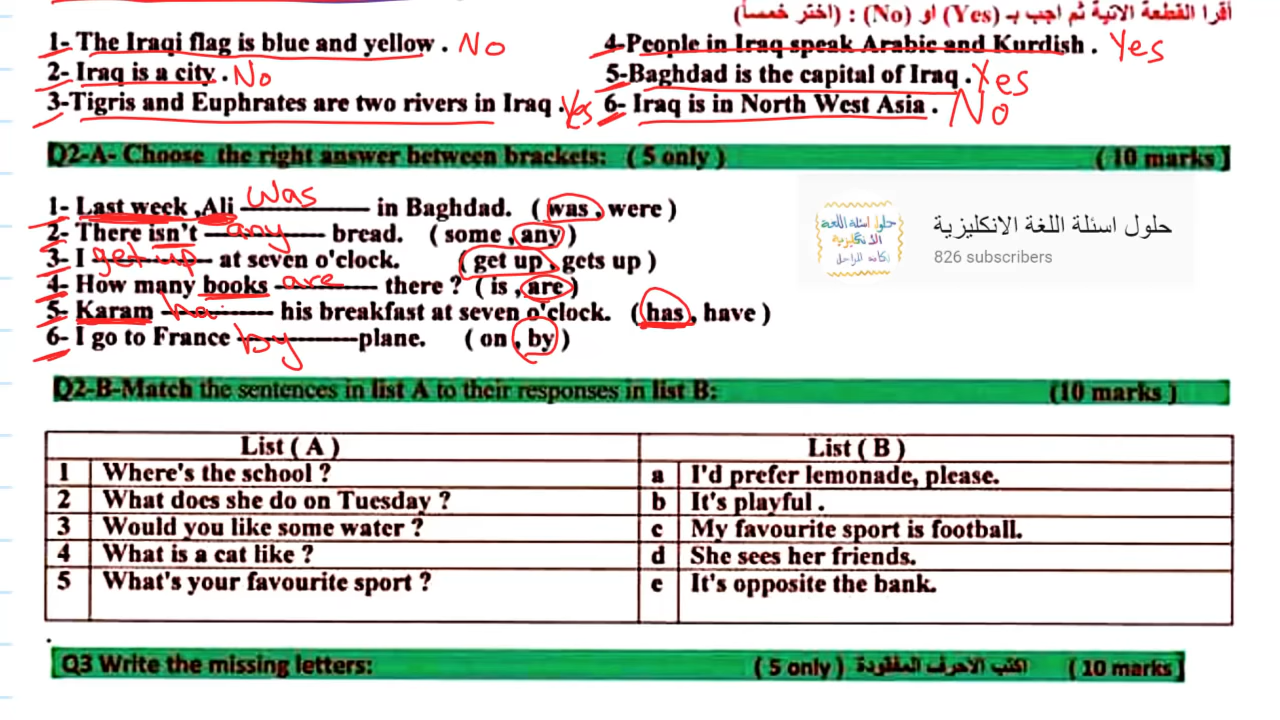 أقرا القطعة الاتية ثم اجب بـ (Yes) او (No) : (اختر خمساً)
1- The Iraqi flag is blue and yellow . No
4-People in Iraq speak Arabic and Kurdish . Yes
2- Iraq is a city . No
5-Baghdad is the capital of Iraq . Yes
3-Tigris and Euphrates are two rivers in Iraq . Yes
6- Iraq is in North West Asia . No
Q2-A- Choose the right answer between brackets: ( 5 only ) ( 10 marks )
1- Last week ,Ali was in Baghdad. ( was , were )
2- There isn't any bread. ( some , any )
3- I get up at seven o'clock. ( get up , gets up )
4- How many books are there ? ( is , are )
5- Karam ha his breakfast at seven o'clock. ( has , have )
6- I go to France by plane. ( on , by )
حلول اسئلة اللغة الانكليزية
حلول اسئلة اللغة الانكليزية
826 subscribers
Q2-B-Match the sentences in list A to their responses in list B: (10 marks )
List ( A ) List ( B )
1 Where's the school ? a I'd prefer lemonade, please.
2 What does she do on Tuesday ? b It's playful .
3 Would you like some water ? c My favourite sport is football.
4 What is a cat like ? d She sees her friends.
5 What's your favourite sport ? e It's opposite the bank.
Q3 Write the missing letters: ( 5 only ) اكتب الاحرف المفقودة ( 10 marks )